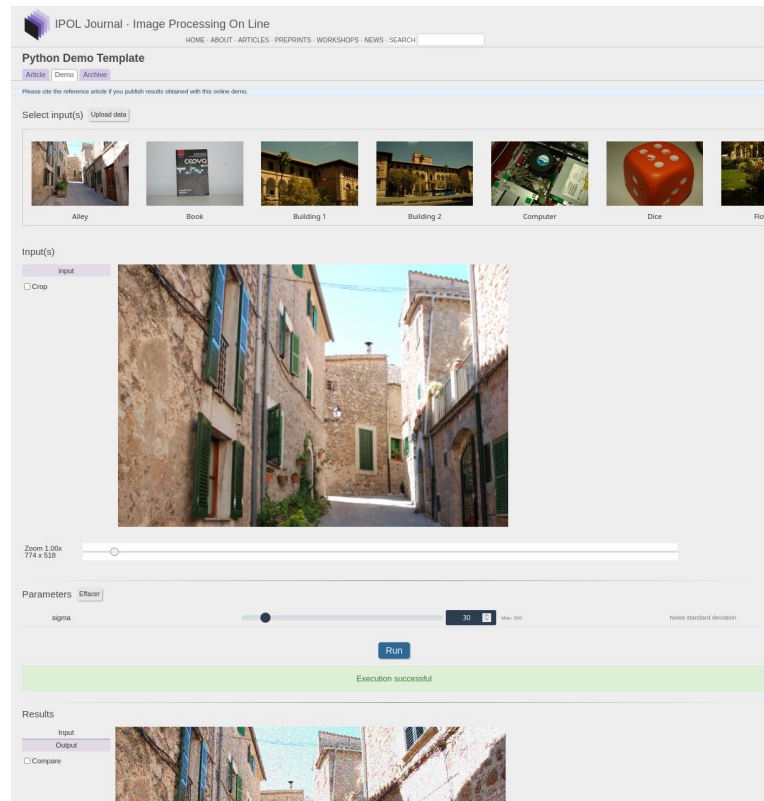 IPOL Journal · Image Processing On Line
HOME · ABOUT · ARTICLES · PREPRINTS · WORKSHOPS · NEWS · SEARCH
Python Demo Template
Article Demo Archive
Please cite the reference article if you publish results obtained with this online demo.
Select input(s) Upload data
Alley Book Building 1 Building 2 Computer Dice Flo
Input(s)
input
Crop
Zoom 1.00x
774 x 518
Parameters Effacer
sigma 30 Max: 300 Noise standard deviation
Run
Execution successful
Results
Input
Output
Compare